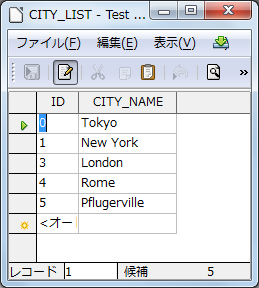 CITY_LIST - Test ...
ファイル(F) 編集(E) 表示(V)
ID CITY_NAME
0 Tokyo
1 New York
3 London
4 Rome
5 Pflugerville
<オー
レコード 1 候補 5